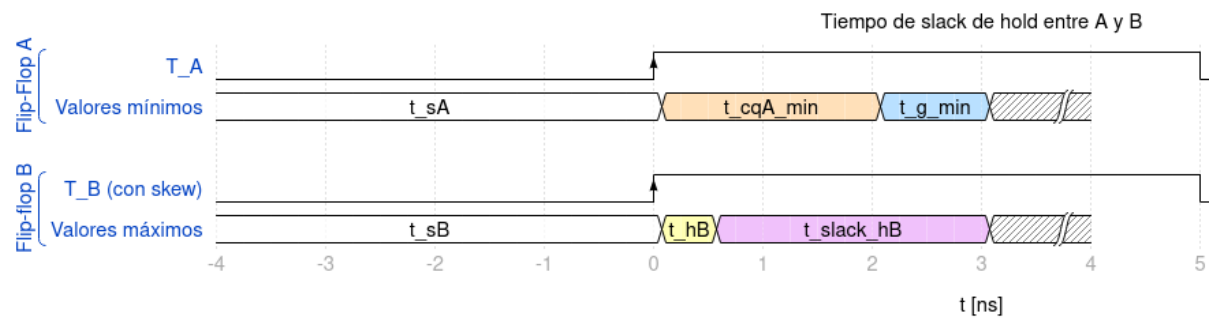 Tiempo de slack de hold entre A y B
Flip-Flop A
T_A
Valores mínimos
t_sA
t_cqA_min
t_g_min
Flip-flop B
T_B (con skew)
Valores máximos
t_sB
t_hB
t_slack_hB
-4 -3 -2 -1 0 1 2 3 4 5
t [ns]